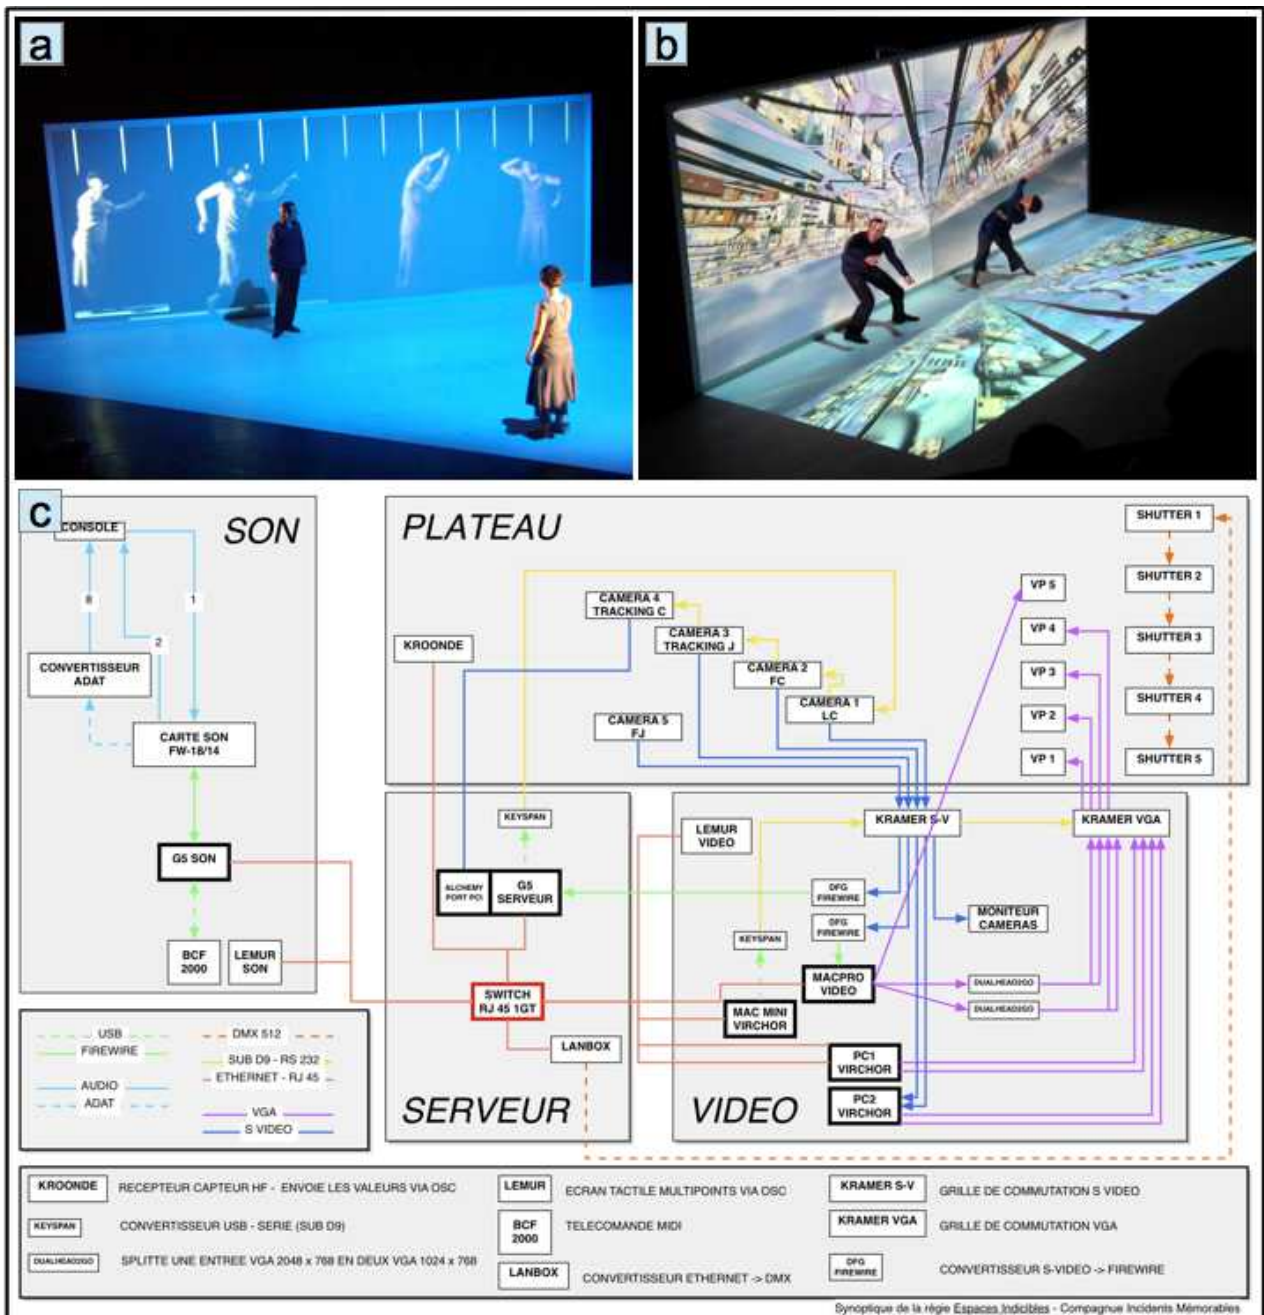 a
b
c
SON
CONSOLE
8
1
2
CONVERTISSEUR
ADAT
CARTE SON
FW-18/14
G5 SON
BCF
2000
LEMUR
SON
PLATEAU
KROONDE
CAMERA 4
TRACKING C
CAMERA 3
TRACKING J
CAMERA 2
FC
CAMERA 1
LC
CAMERA 5
FJ
VP 5
VP 4
VP 3
VP 2
VP 1
SHUTTER 1
SHUTTER 2
SHUTTER 3
SHUTTER 4
SHUTTER 5
KEYSPAN
ALCHEMY
PORT PCI
G5
SERVEUR
SWITCH
RJ 45 1GT
LANBOX
SERVEUR
LEMUR
VIDEO
KRAMER S-V
KRAMER VGA
DFG
FIREWIRE
DFG
FIREWIRE
MONITEUR
CAMERAS
KEYSPAN
MACPRO
VIDEO
MAC MINI
VIRCHOR
DUALHEAD2GO
DUALHEAD2GO
PC1
VIRCHOR
PC2
VIRCHOR
VIDEO
USB
FIREWIRE
AUDIO
ADAT
DMX 512
SUB D9 - RS 232
ETHERNET - RJ 45
VGA
S VIDEO
KROONDE RECEPTEUR CAPTEUR HF - ENVOIE LES VALEURS VIA OSC
KEYSPAN CONVERTISSEUR USB - SERIE (SUB D9)
DUALHEAD2GO SPLITTE UNE ENTREE VGA 2048 x 768 EN DEUX VGA 1024 x 768
LEMUR ECRAN TACTILE MULTIPOINTS VIA OSC
BCF
2000
TELECOMANDE MIDI
LANBOX CONVERTISSEUR ETHERNET -> DMX
KRAMER S-V GRILLE DE COMMUTATION S VIDEO
KRAMER VGA GRILLE DE COMMUTATION VGA
DFG
FIREWIRE
CONVERTISSEUR S-VIDEO -> FIREWIRE
Synoptique de la régie Espaces Indicibles - Compagnue Incidents Mémorables